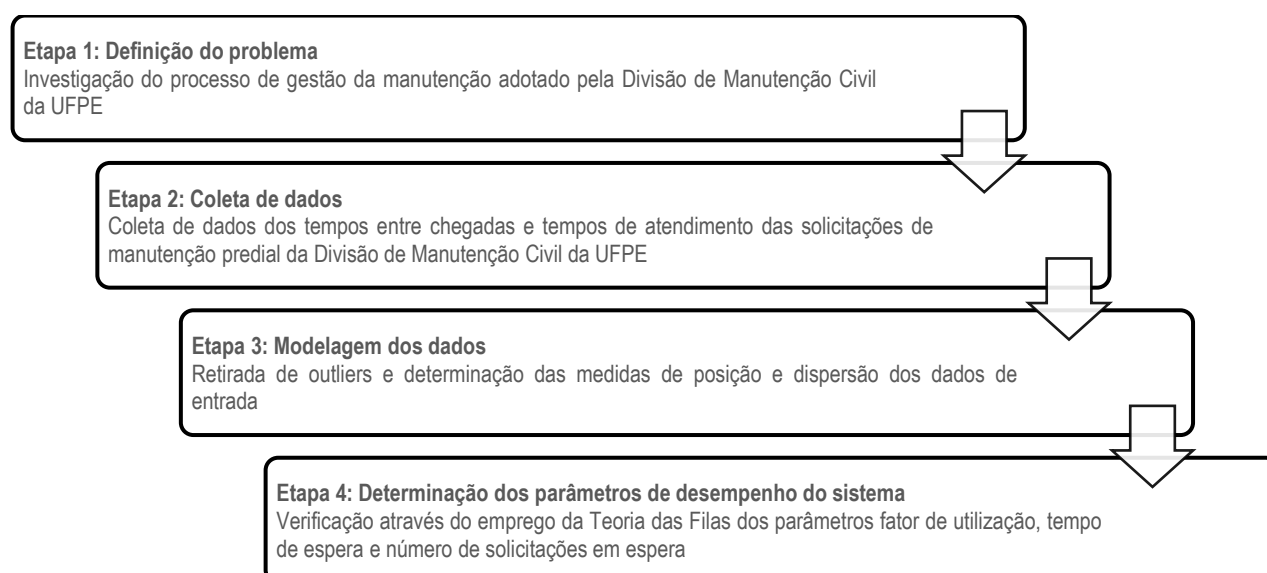 Etapa 1: Definição do problema
Investigação do processo de gestão da manutenção adotado pela Divisão de Manutenção Civil
da UFPE
Etapa 2: Coleta de dados
Coleta de dados dos tempos entre chegadas e tempos de atendimento das solicitações de
manutenção predial da Divisão de Manutenção Civil da UFPE
Etapa 3: Modelagem dos dados
Retirada de outliers e determinação das medidas de posição e dispersão dos dados de
entrada
Etapa 4: Determinação dos parâmetros de desempenho do sistema
Verificação através do emprego da Teoria das Filas dos parâmetros fator de utilização, tempo
de espera e número de solicitações em espera